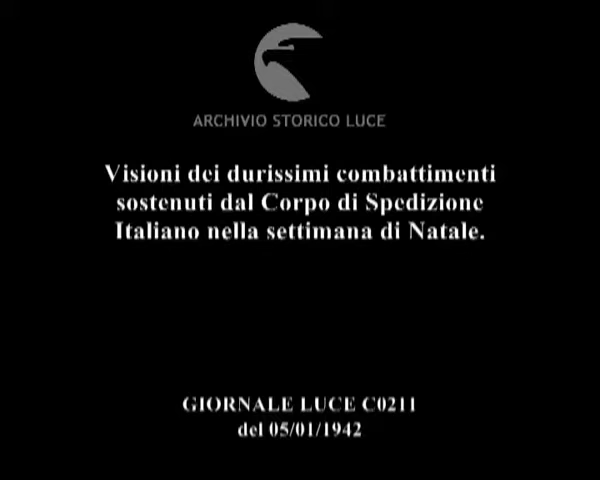 ARCHIVIO STORICO LUCE
Visioni dei durissimi combattimenti
sostenuti dal Corpo di Spedizione
Italiano nella settimana di Natale.
GIORNALE LUCE C0211
del 05/01/1942